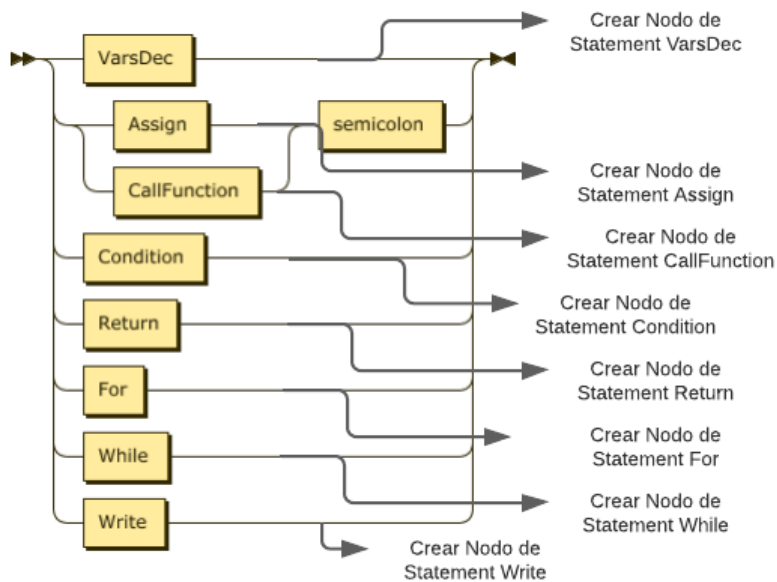 Crear Nodo de
Statement VarsDec
VarsDec
Assign
semicolon
Crear Nodo de
Statement Assign
CallFunction
Crear Nodo de
Statement CallFunction
Condition
Crear Nodo de
Statement Condition
Return
Crear Nodo de
Statement Return
For
Crear Nodo de
Statement For
While
Crear Nodo de
Statement While
Write
Crear Nodo de
Statement Write